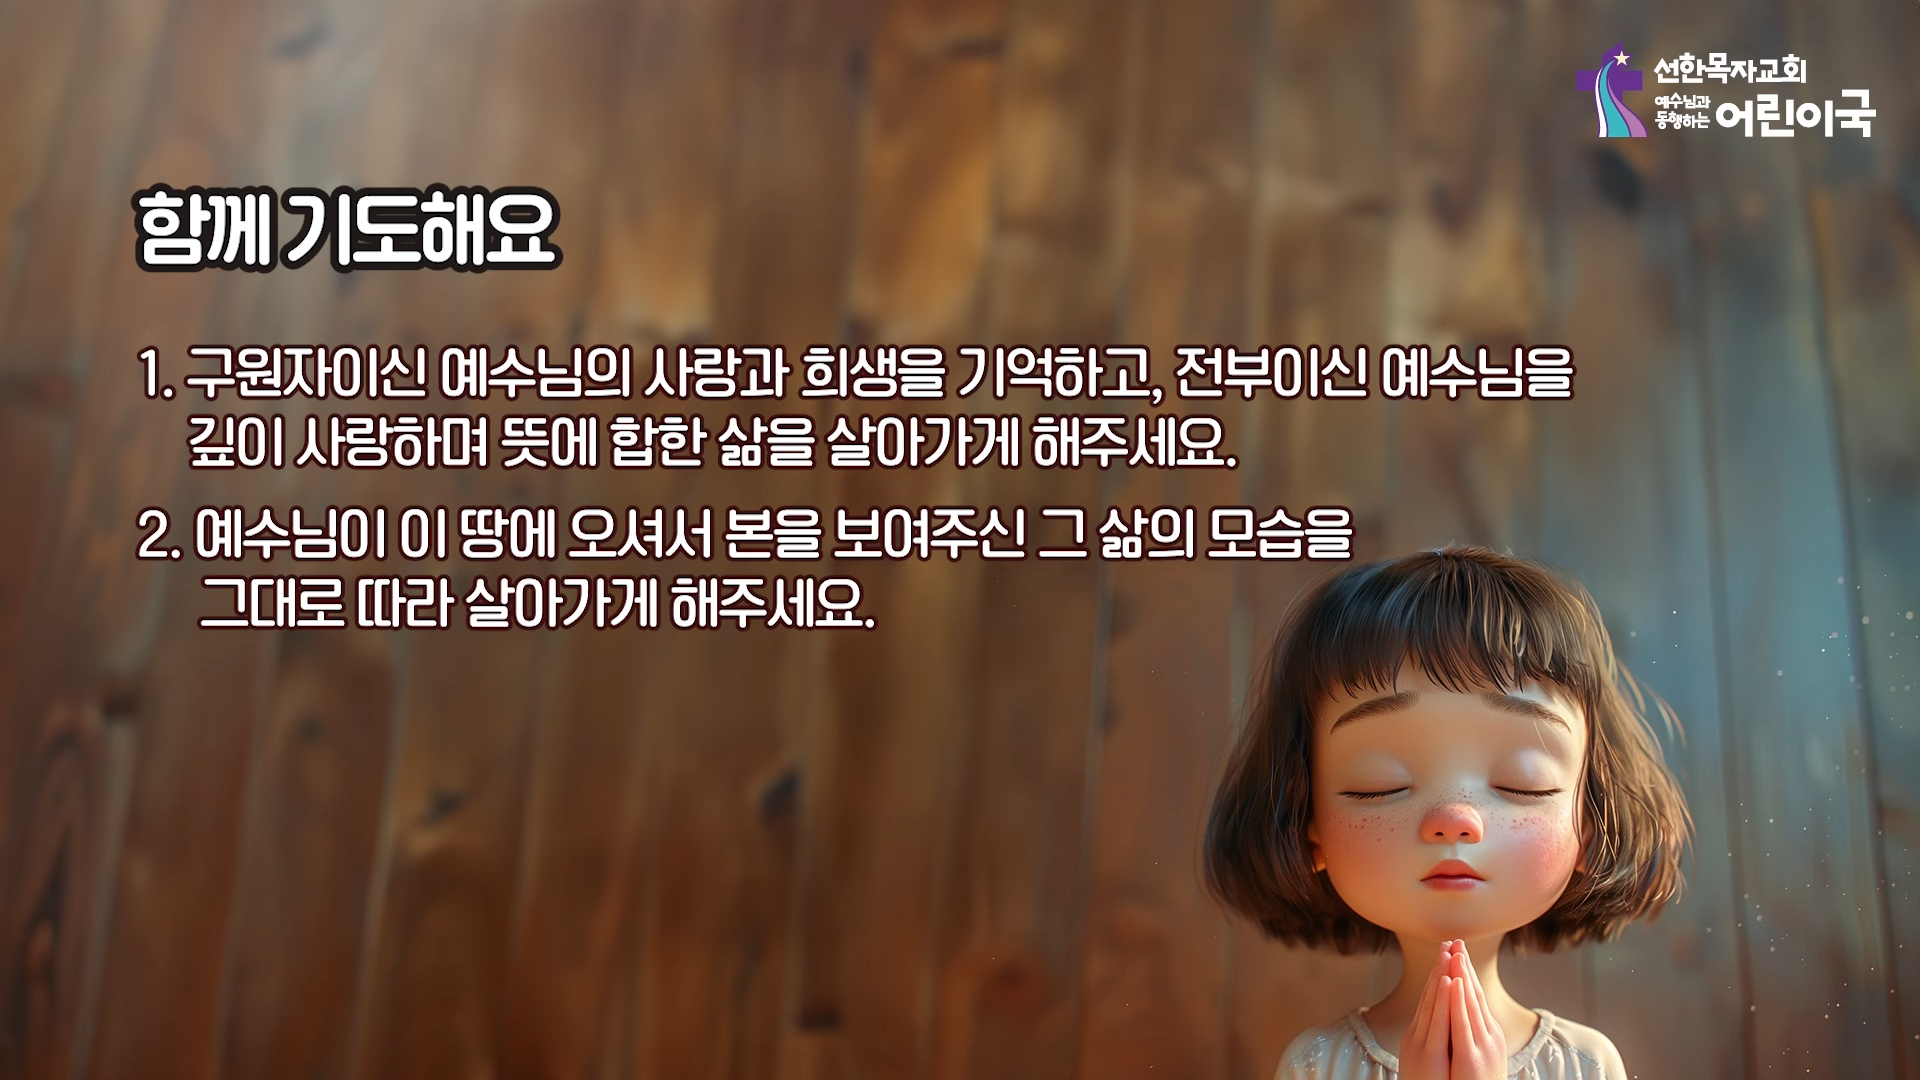 선한목자교회
예수님과
동행하는 어린이국
함께 기도해요
1. 구원자이신 예수님의 사랑과 희생을 기억하고, 전부이신 예수님을
깊이 사랑하며 뜻에 합한 삶을 살아가게 해주세요.
2. 예수님이 이 땅에 오셔서 본을 보여주신 그 삶의 모습을
그대로 따라 살아가게 해주세요.